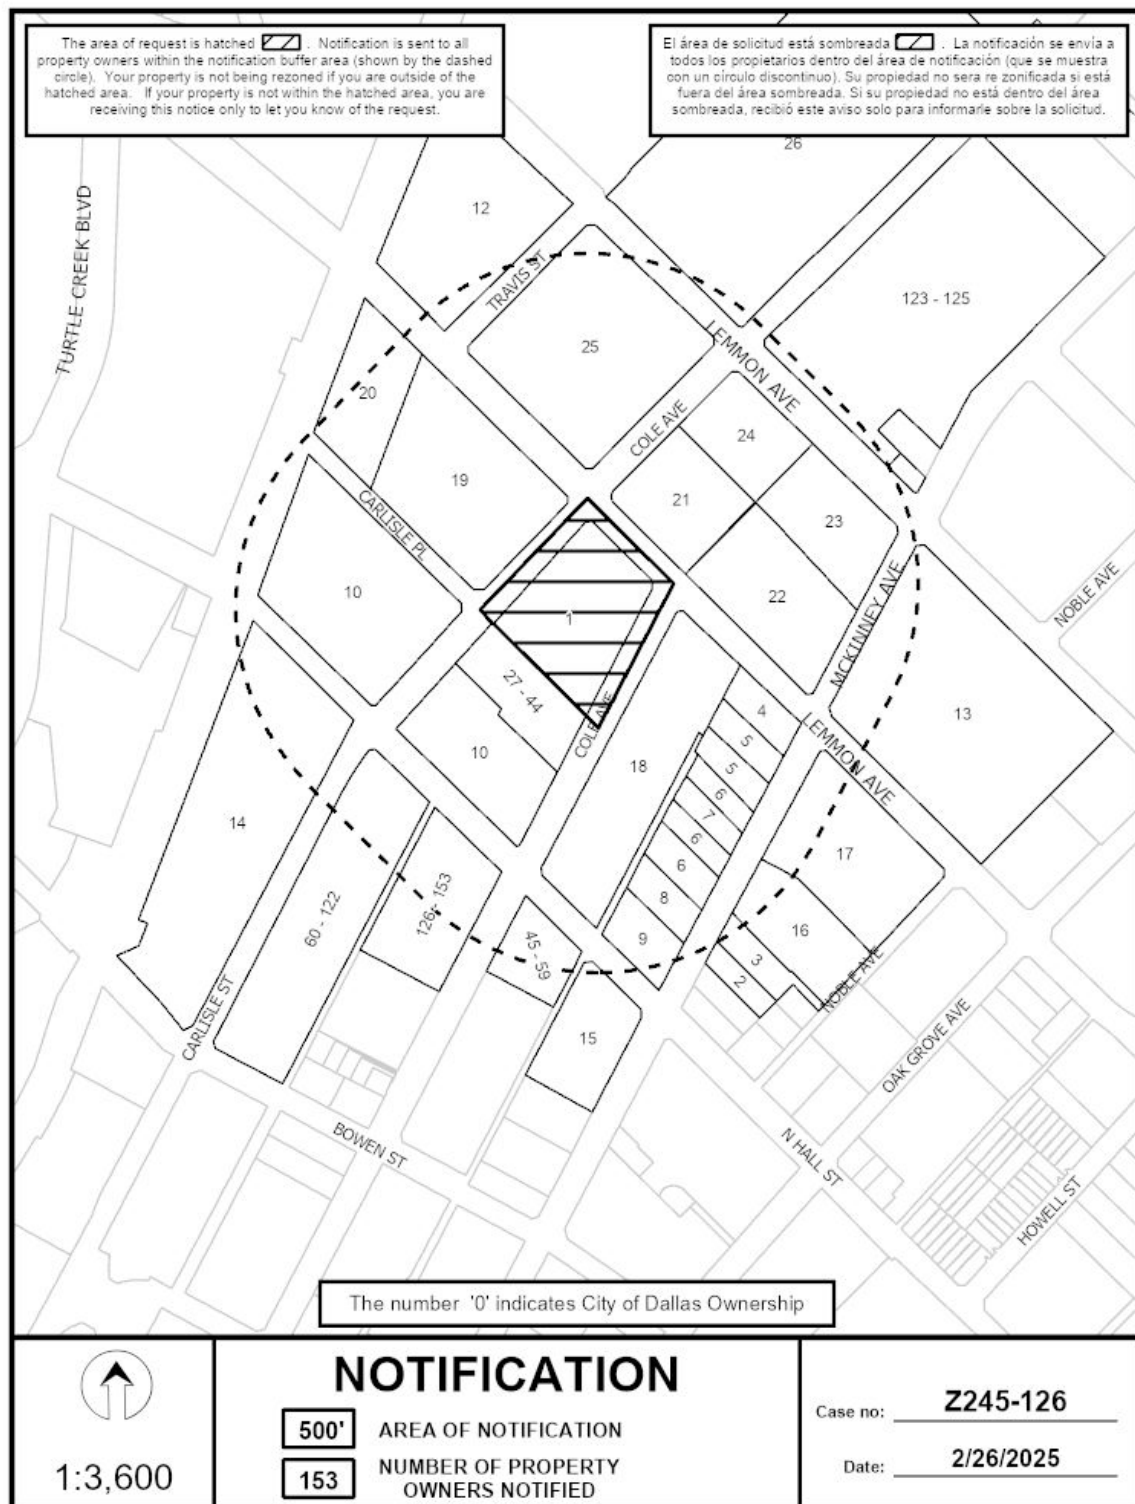 The area of request is hatched . Notification is sent to all
property owners within the notification buffer area (shown by the dashed
circle). Your property is not being rezoned if you are outside of the
hatched area. If your property is not within the hatched area, you are
receiving this notice only to let you know of the request.
El área de solicitud está sombreada . La notificación se envía a
todos los propietarios dentro del área de notificación (que se muestra
con un círculo discontinuo). Su propiedad no sera re zonificada si está
fuera del área sombreada. Si su propiedad no está dentro del área
sombreada, recibió este aviso solo para informarle sobre la solicitud.
26
12
TURTLE CREEK BLVD
TRAVIS ST
123 - 125
25
LEMMON AVE
20
COLE AVE
24
19
21
23
CARLISLE PL
10
22
1
NOBLE AVE
MCKINNEY AVE
27 - 44
4
13
COLE AVE
5
LEMMON AVE
10
18
5
6
7
14
6
17
6
8
60 - 122
126 - 153
9
16
45 - 59
3
2
NOBLE AVE
CARLISLE ST
15
OAK GROVE AVE
BOWEN ST
N HALL ST
HOWELL ST
The number '0' indicates City of Dallas Ownership
1:3,600
NOTIFICATION
500' AREA OF NOTIFICATION
153 NUMBER OF PROPERTY
OWNERS NOTIFIED
Case no: Z245-126
Date: 2/26/2025